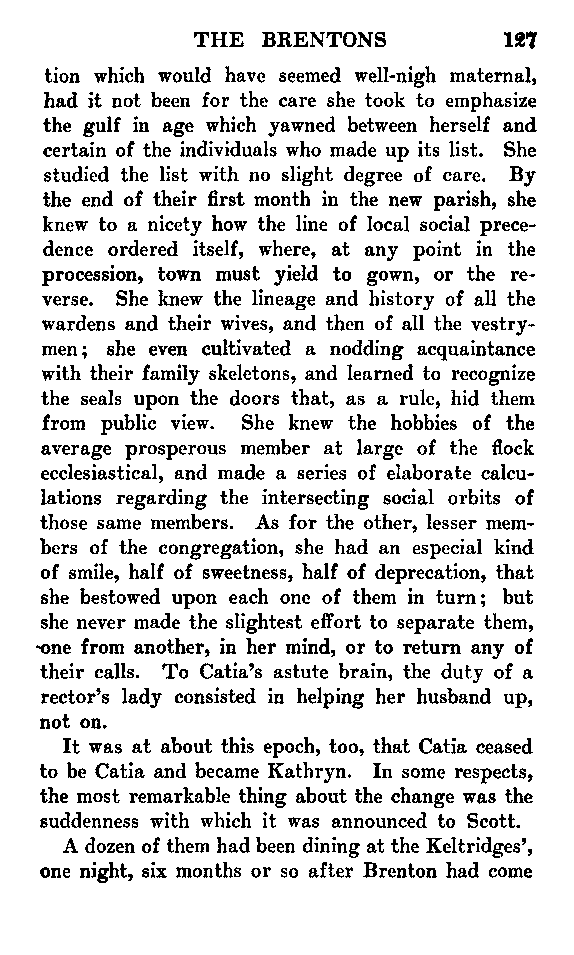 THE BRENTONS 127
tion which would have seemed well-nigh maternal,
had it not been for the care she took to emphasize
the gulf in age which yawned between herself and
certain of the individuals who made up its list. She
studied the list with no slight degree of care. By
the end of their first month in the new parish, she
knew to a nicety how the line of local social prece-
dence ordered itself, where, at any point in the
procession, town must yield to gown, or the re-
verse. She knew the lineage and history of all the
wardens and their wives, and then of all the vestry-
men; she even cultivated a nodding acquaintance
with their family skeletons, and learned to recognize
the seals upon the doors that, as a rule, hid them
from public view. She knew the hobbies of the
average prosperous member at large of the flock
ecclesiastical, and made a series of elaborate calcu-
lations regarding the intersecting social orbits of
those same members. As for the other, lesser mem-
bers of the congregation, she had an especial kind
of smile, half of sweetness, half of deprecation, that
she bestowed upon each one of them in turn; but
she never made the slightest effort to separate them,
one from another, in her mind, or to return any of
their calls. To Catia's astute brain, the duty of a
rector's lady consisted in helping her husband up,
not on.
It was at about this epoch, too, that Catia ceased
to be Catia and became Kathryn. In some respects,
the most remarkable thing about the change was the
suddenness with which it was announced to Scott.
A dozen of them had been dining at the Keltridges',
one night, six months or so after Brenton had come